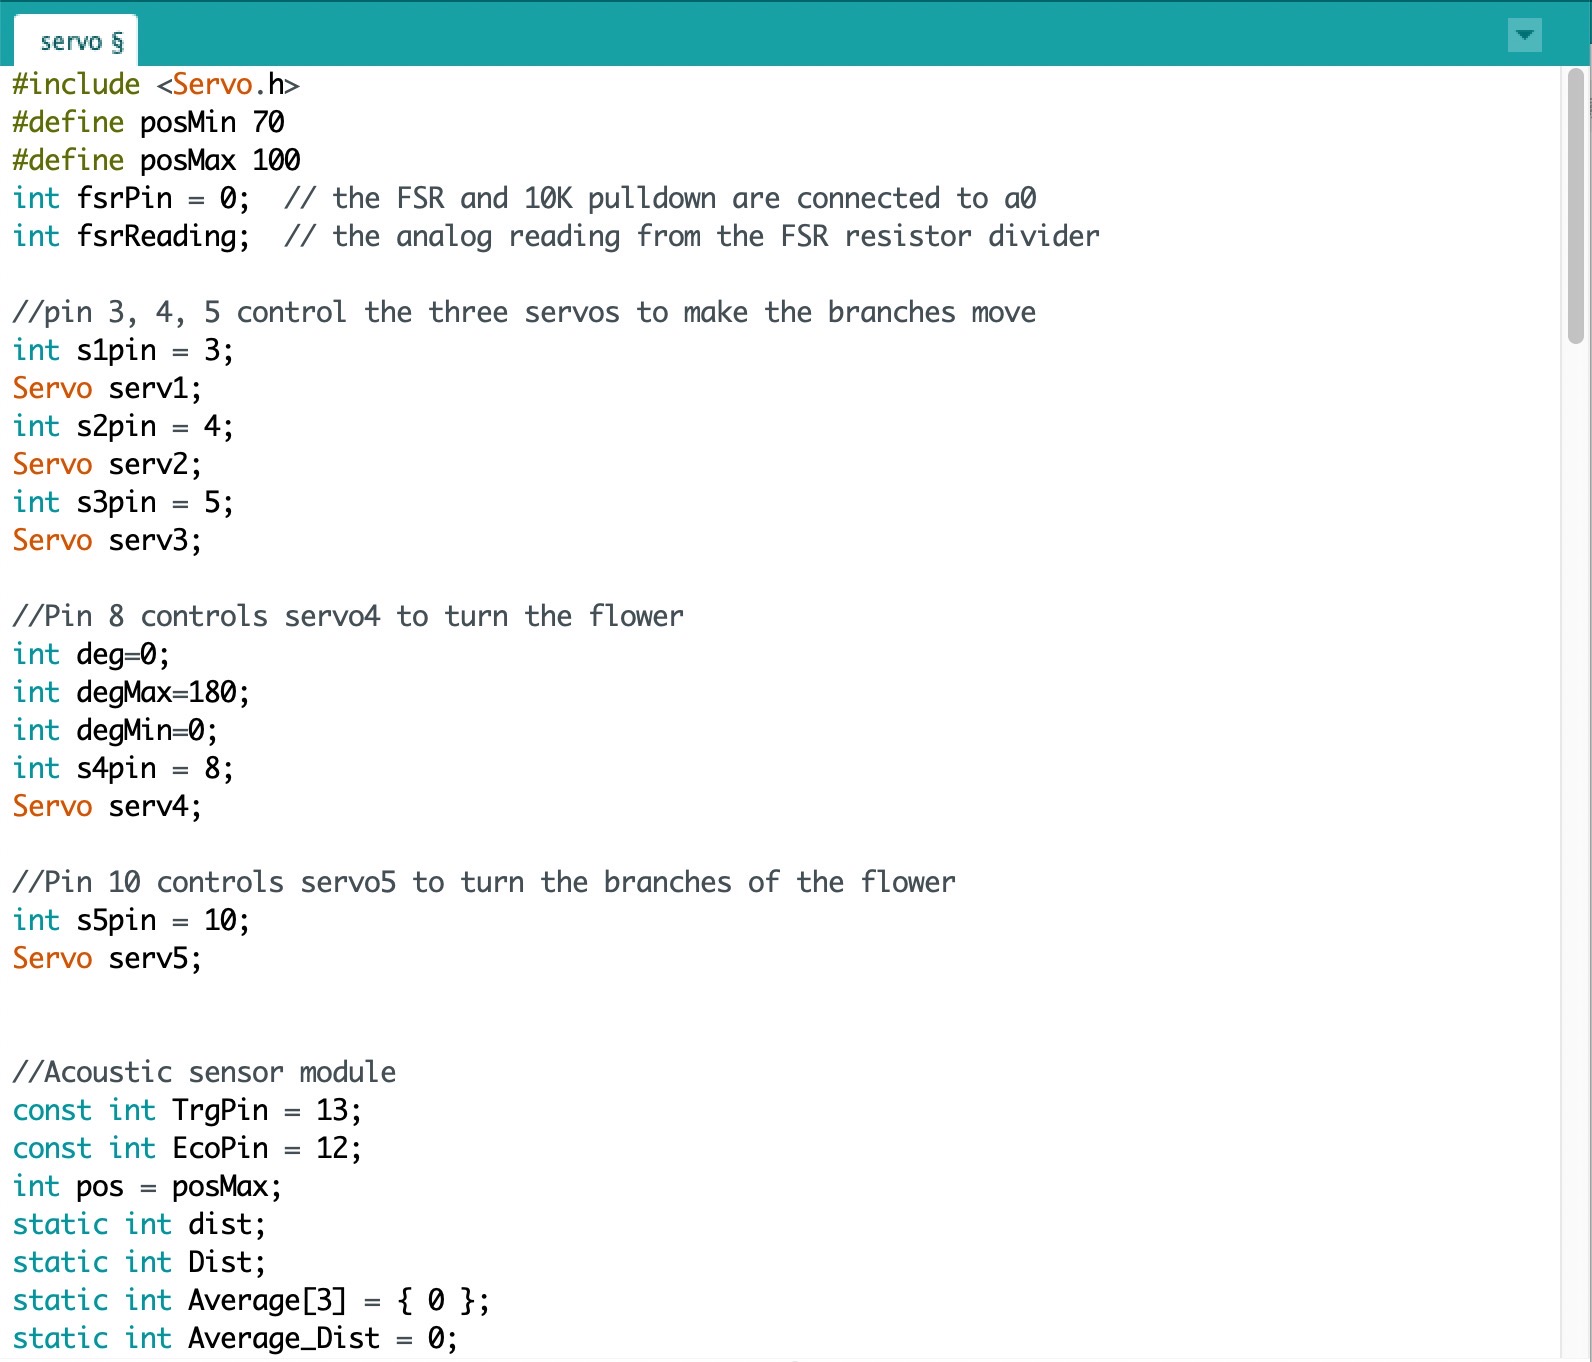 servo §
#include <Servo.h>
#define posMin 70
#define posMax 100
int fsrPin = 0;  // the FSR and 10K pulldown are connected to a0
int fsrReading;  // the analog reading from the FSR resistor divider
//pin 3, 4, 5 control the three servos to make the branches move
int s1pin = 3;
Servo serv1;
int s2pin = 4;
Servo serv2;
int s3pin = 5;
Servo serv3;
//Pin 8 controls servo4 to turn the flower
int deg=0;
int degMax=180;
int degMin=0;
int s4pin = 8;
Servo serv4;
//Pin 10 controls servo5 to turn the branches of the flower
int s5pin = 10;
Servo serv5;
//Acoustic sensor module
const int TrgPin = 13;
const int EcoPin = 12;
int pos = posMax;
static int dist;
static int Dist;
static int Average[3] = { 0 };
static int Average_Dist = 0;